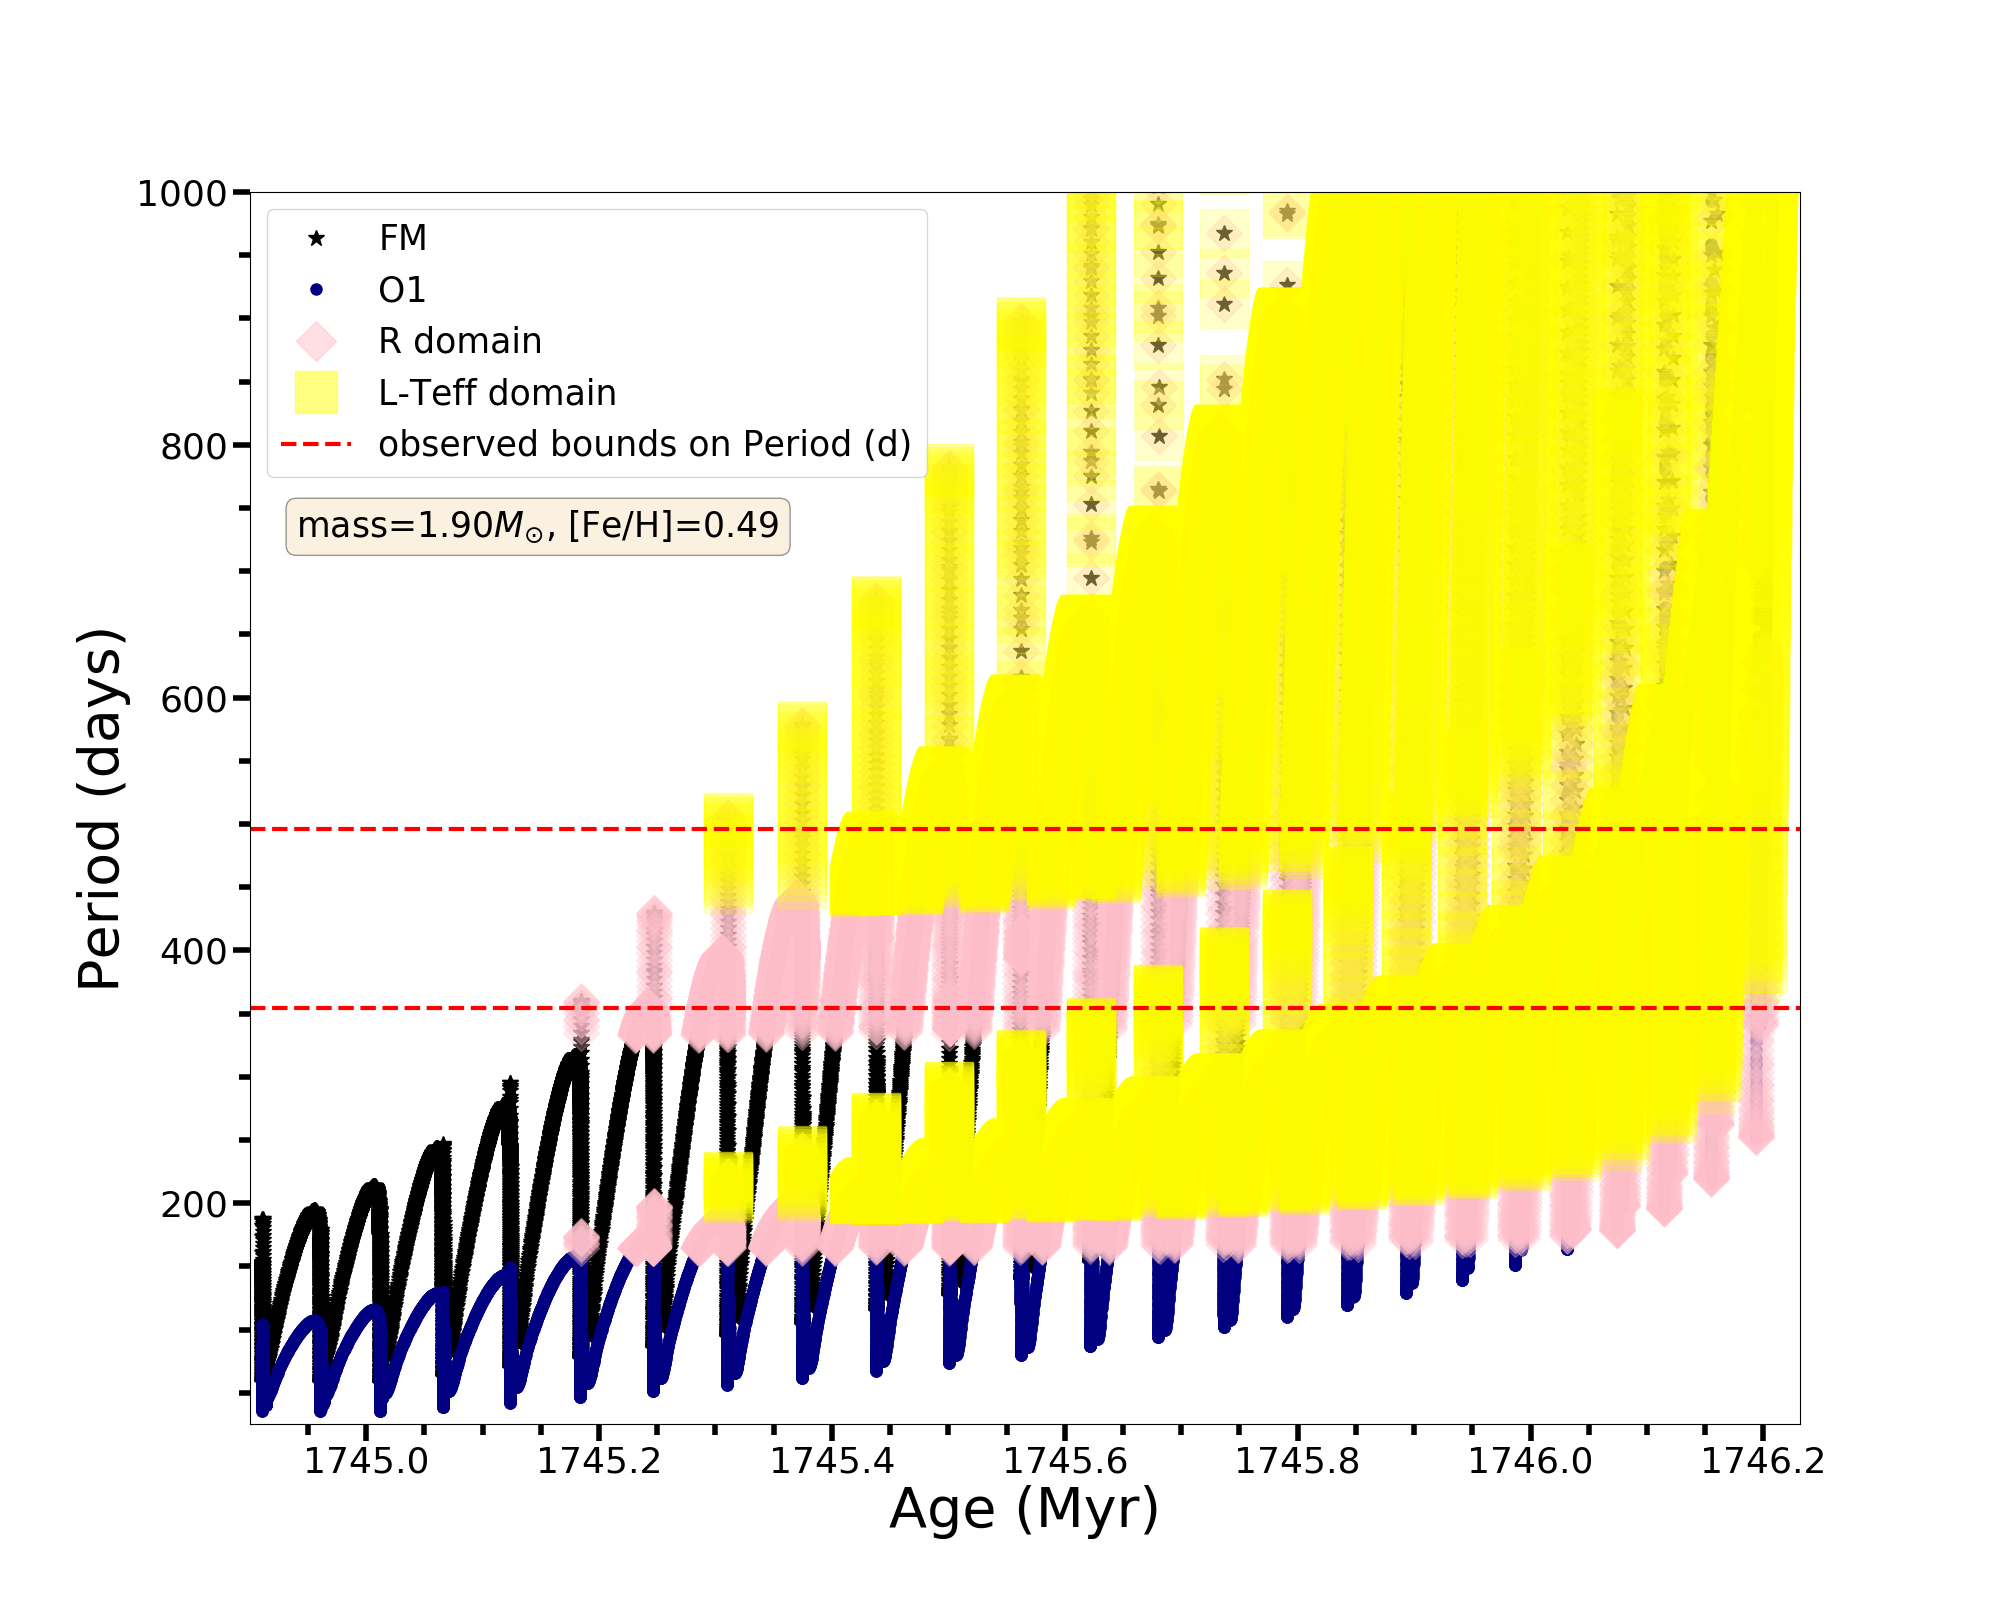 1000
800
600
400
200
Period (days)
FM
O1
R domain
L-Teff domain
observed bounds on Period (d)
mass=1.90M⊙, [Fe/H]=0.49
1745.0 1745.2 1745.4 1745.6 1745.8 1746.0 1746.2
Age (Myr)